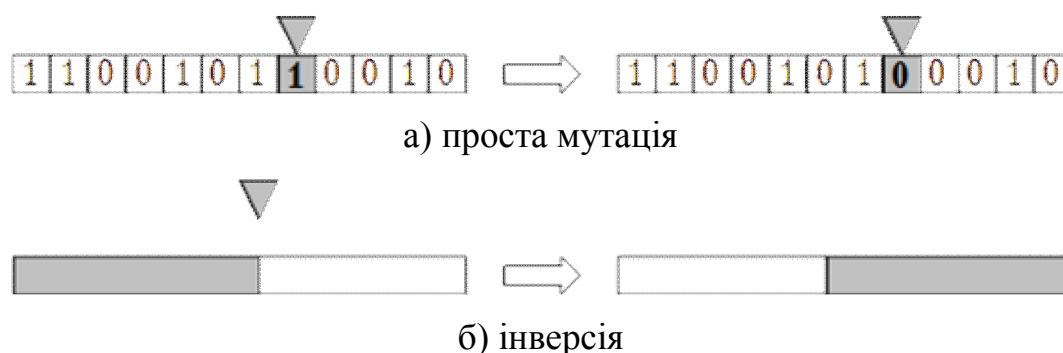 1 1 0 0 1 0 1 1 0 0 1 0 1 1 0 0 1 0 1 0 0 0 1 0
а) проста мутація
б) інверсія